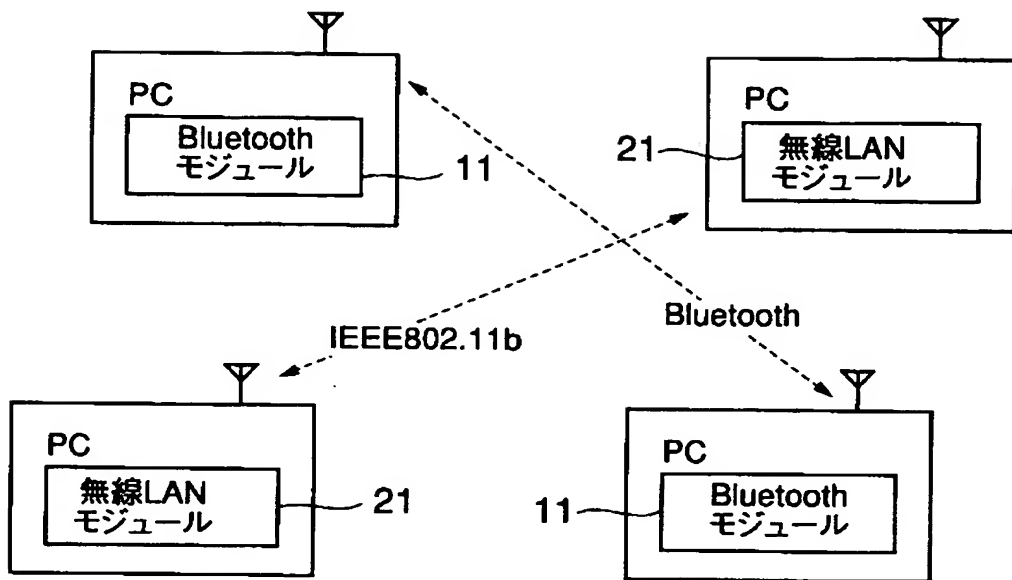 PC
Bluetooth
モジュール
11
PC
21
無線LAN
モジュール
IEEE802.11b
Bluetooth
PC
無線LAN
モジュール
21
PC
11
Bluetooth
モジュール